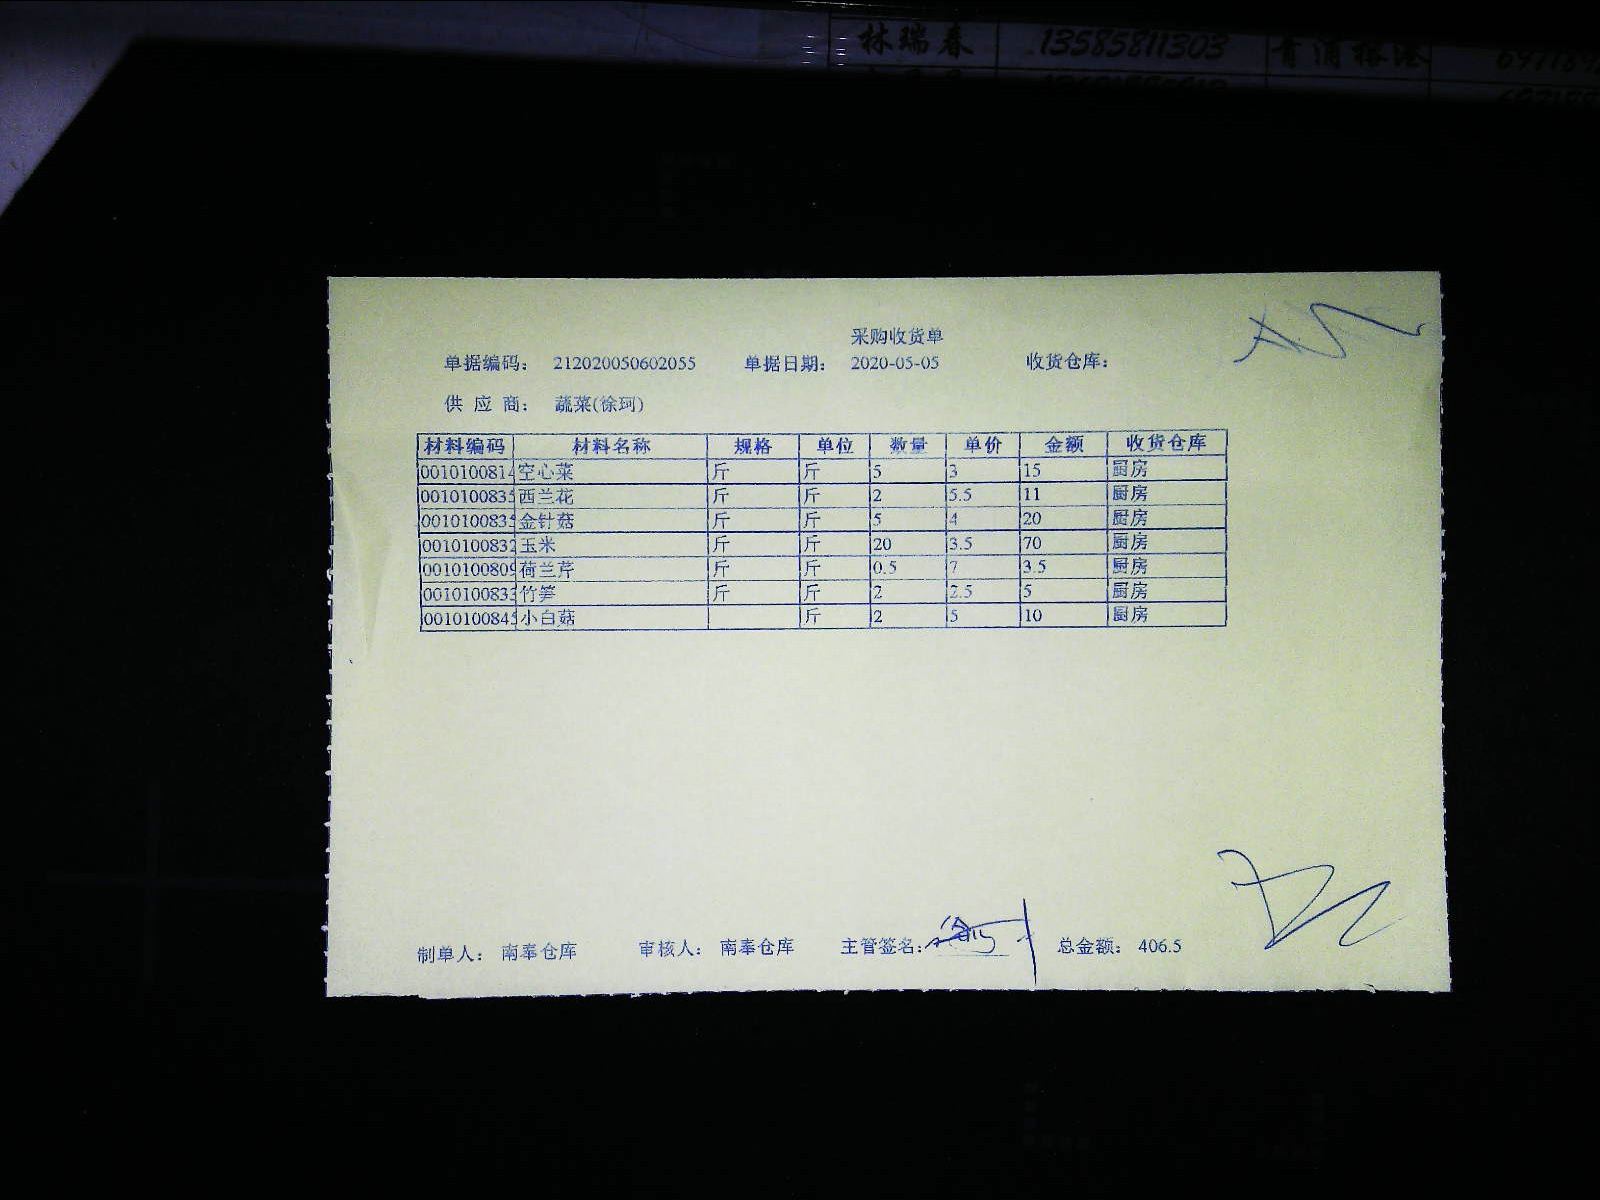 林瑞春 13585811303
采购收货单
单据编码： 212020050602055 单据日期： 2020-05-05 收货仓库：
供 应 商： 蔬菜(徐珂)
材料编码 材料名称 规格 单位 数量 单价 金额 收货仓库
0010100814 空心菜 斤 斤 5 3 15 厨房
001010083 西兰花 斤 斤 2 5.5 11 厨房
001010083 金针菇 斤 斤 5 4 20 厨房
0010100832 玉米 斤 斤 20 3.5 70 厨房
0010100809 荷兰芹 斤 斤 0.5 7 3.5 厨房
0010100833 竹笋 斤 斤 2 2.5 5 厨房
001010084 小白菇 斤 2 5 10 厨房
制单人： 南奉仓库 审核人： 南奉仓库 主管签名： 总金额： 406.5